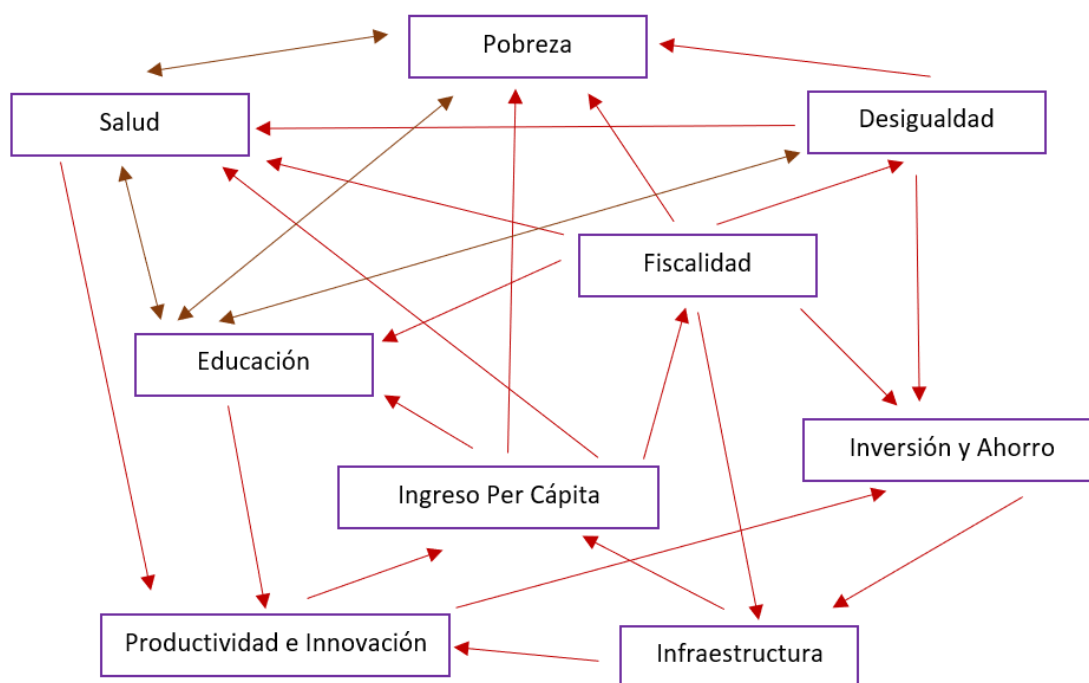 Pobreza
Salud
Desigualdad
Fiscalidad
Educación
Inversión y Ahorro
Ingreso Per Cápita
Productividad e Innovación
Infraestructura